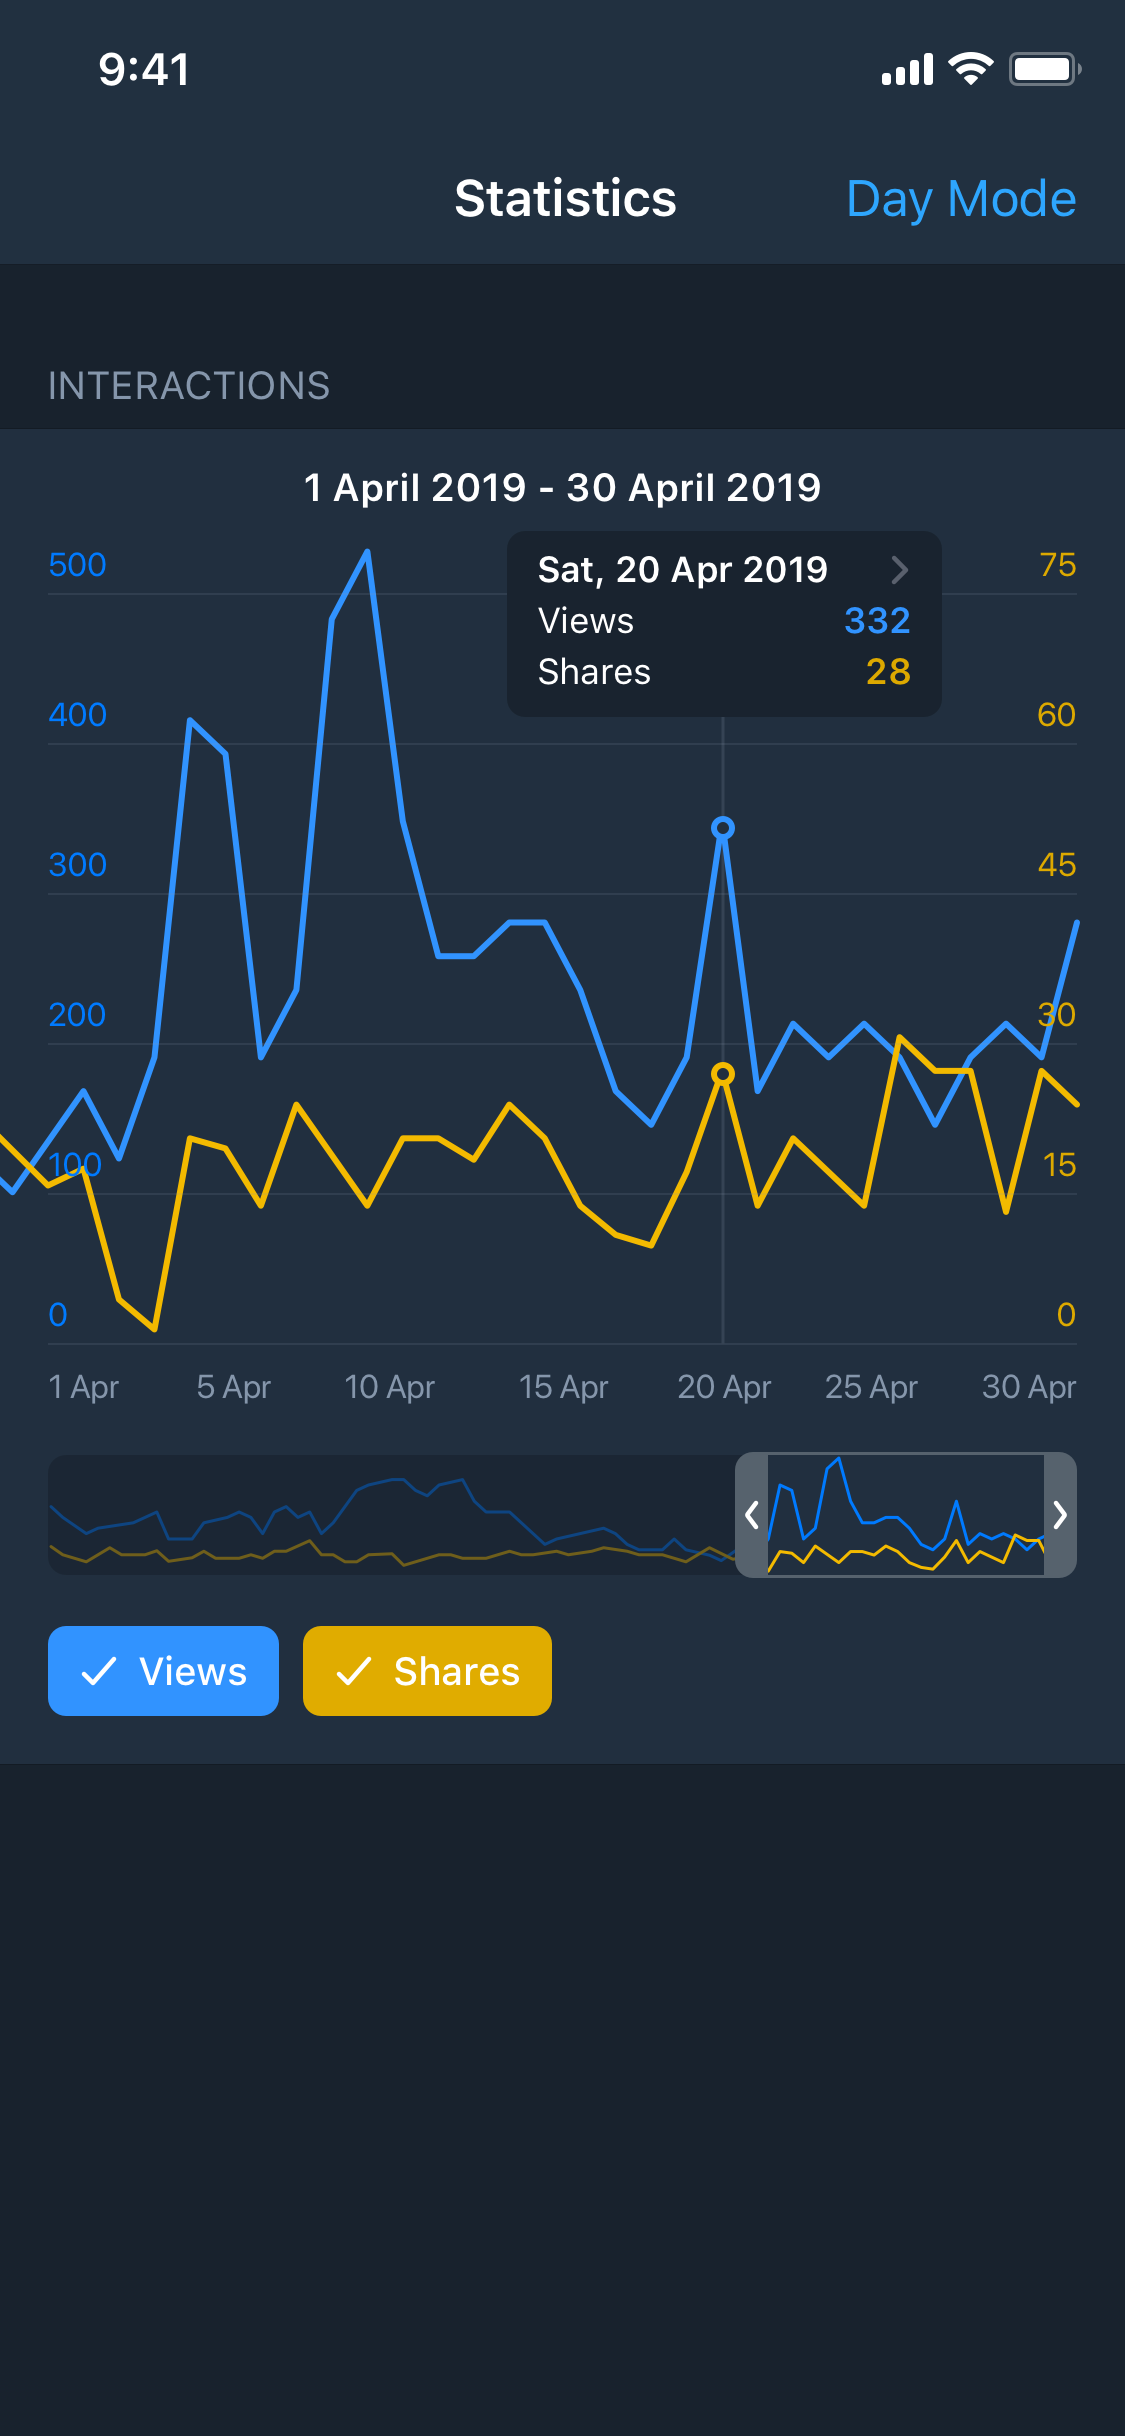 9:41
Statistics
Day Mode
INTERACTIONS
1 April 2019 - 30 April 2019
Sat, 20 Apr 2019
Views 332
Shares 28
500 75
400 60
300 45
200 30
100 15
0 0
1 Apr 5 Apr 10 Apr 15 Apr 20 Apr 25 Apr 30 Apr
Views
Shares